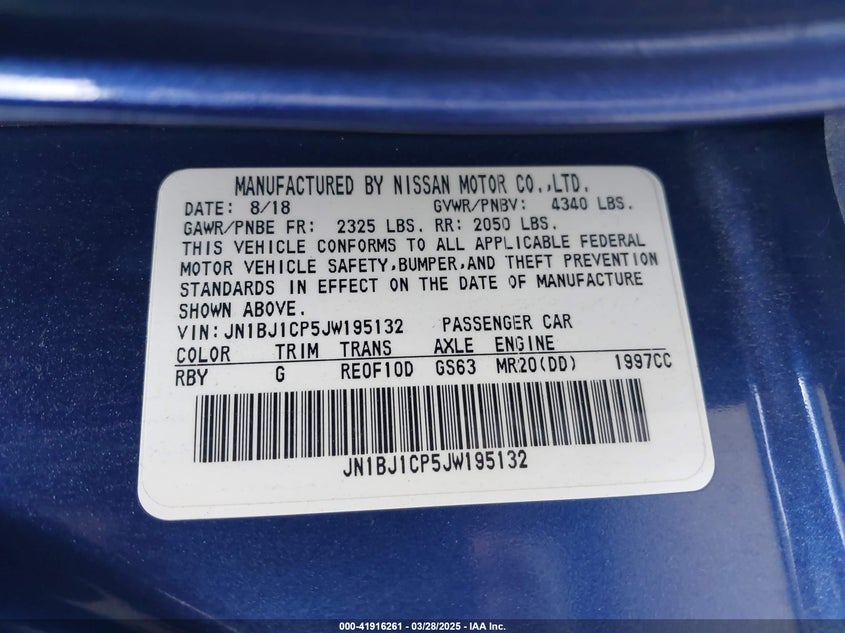 MANUFACTURED BY NISSAN MOTOR CO.,LTD.
DATE: 8/18 GVWR/PNBV: 4340 LBS.
GAWR/PNBE FR: 2325 LBS. RR: 2050 LBS.
THIS VEHICLE CONFORMS TO ALL APPLICABLE FEDERAL
MOTOR VEHICLE SAFETY,BUMPER,AND THEFT PREVENTION
STANDARDS IN EFFECT ON THE DATE OF MANUFACTURE
SHOWN ABOVE.
VIN:JN1BJ1CP5JW195132 PASSENGER CAR
COLOR TRIM TRANS AXLE ENGINE
RBY G RE0F10D GS63 MR20(DD) 1997CC
JN1BJ1CP5JW195132
000-41916261 - 03/28/2025 - IAA Inc.